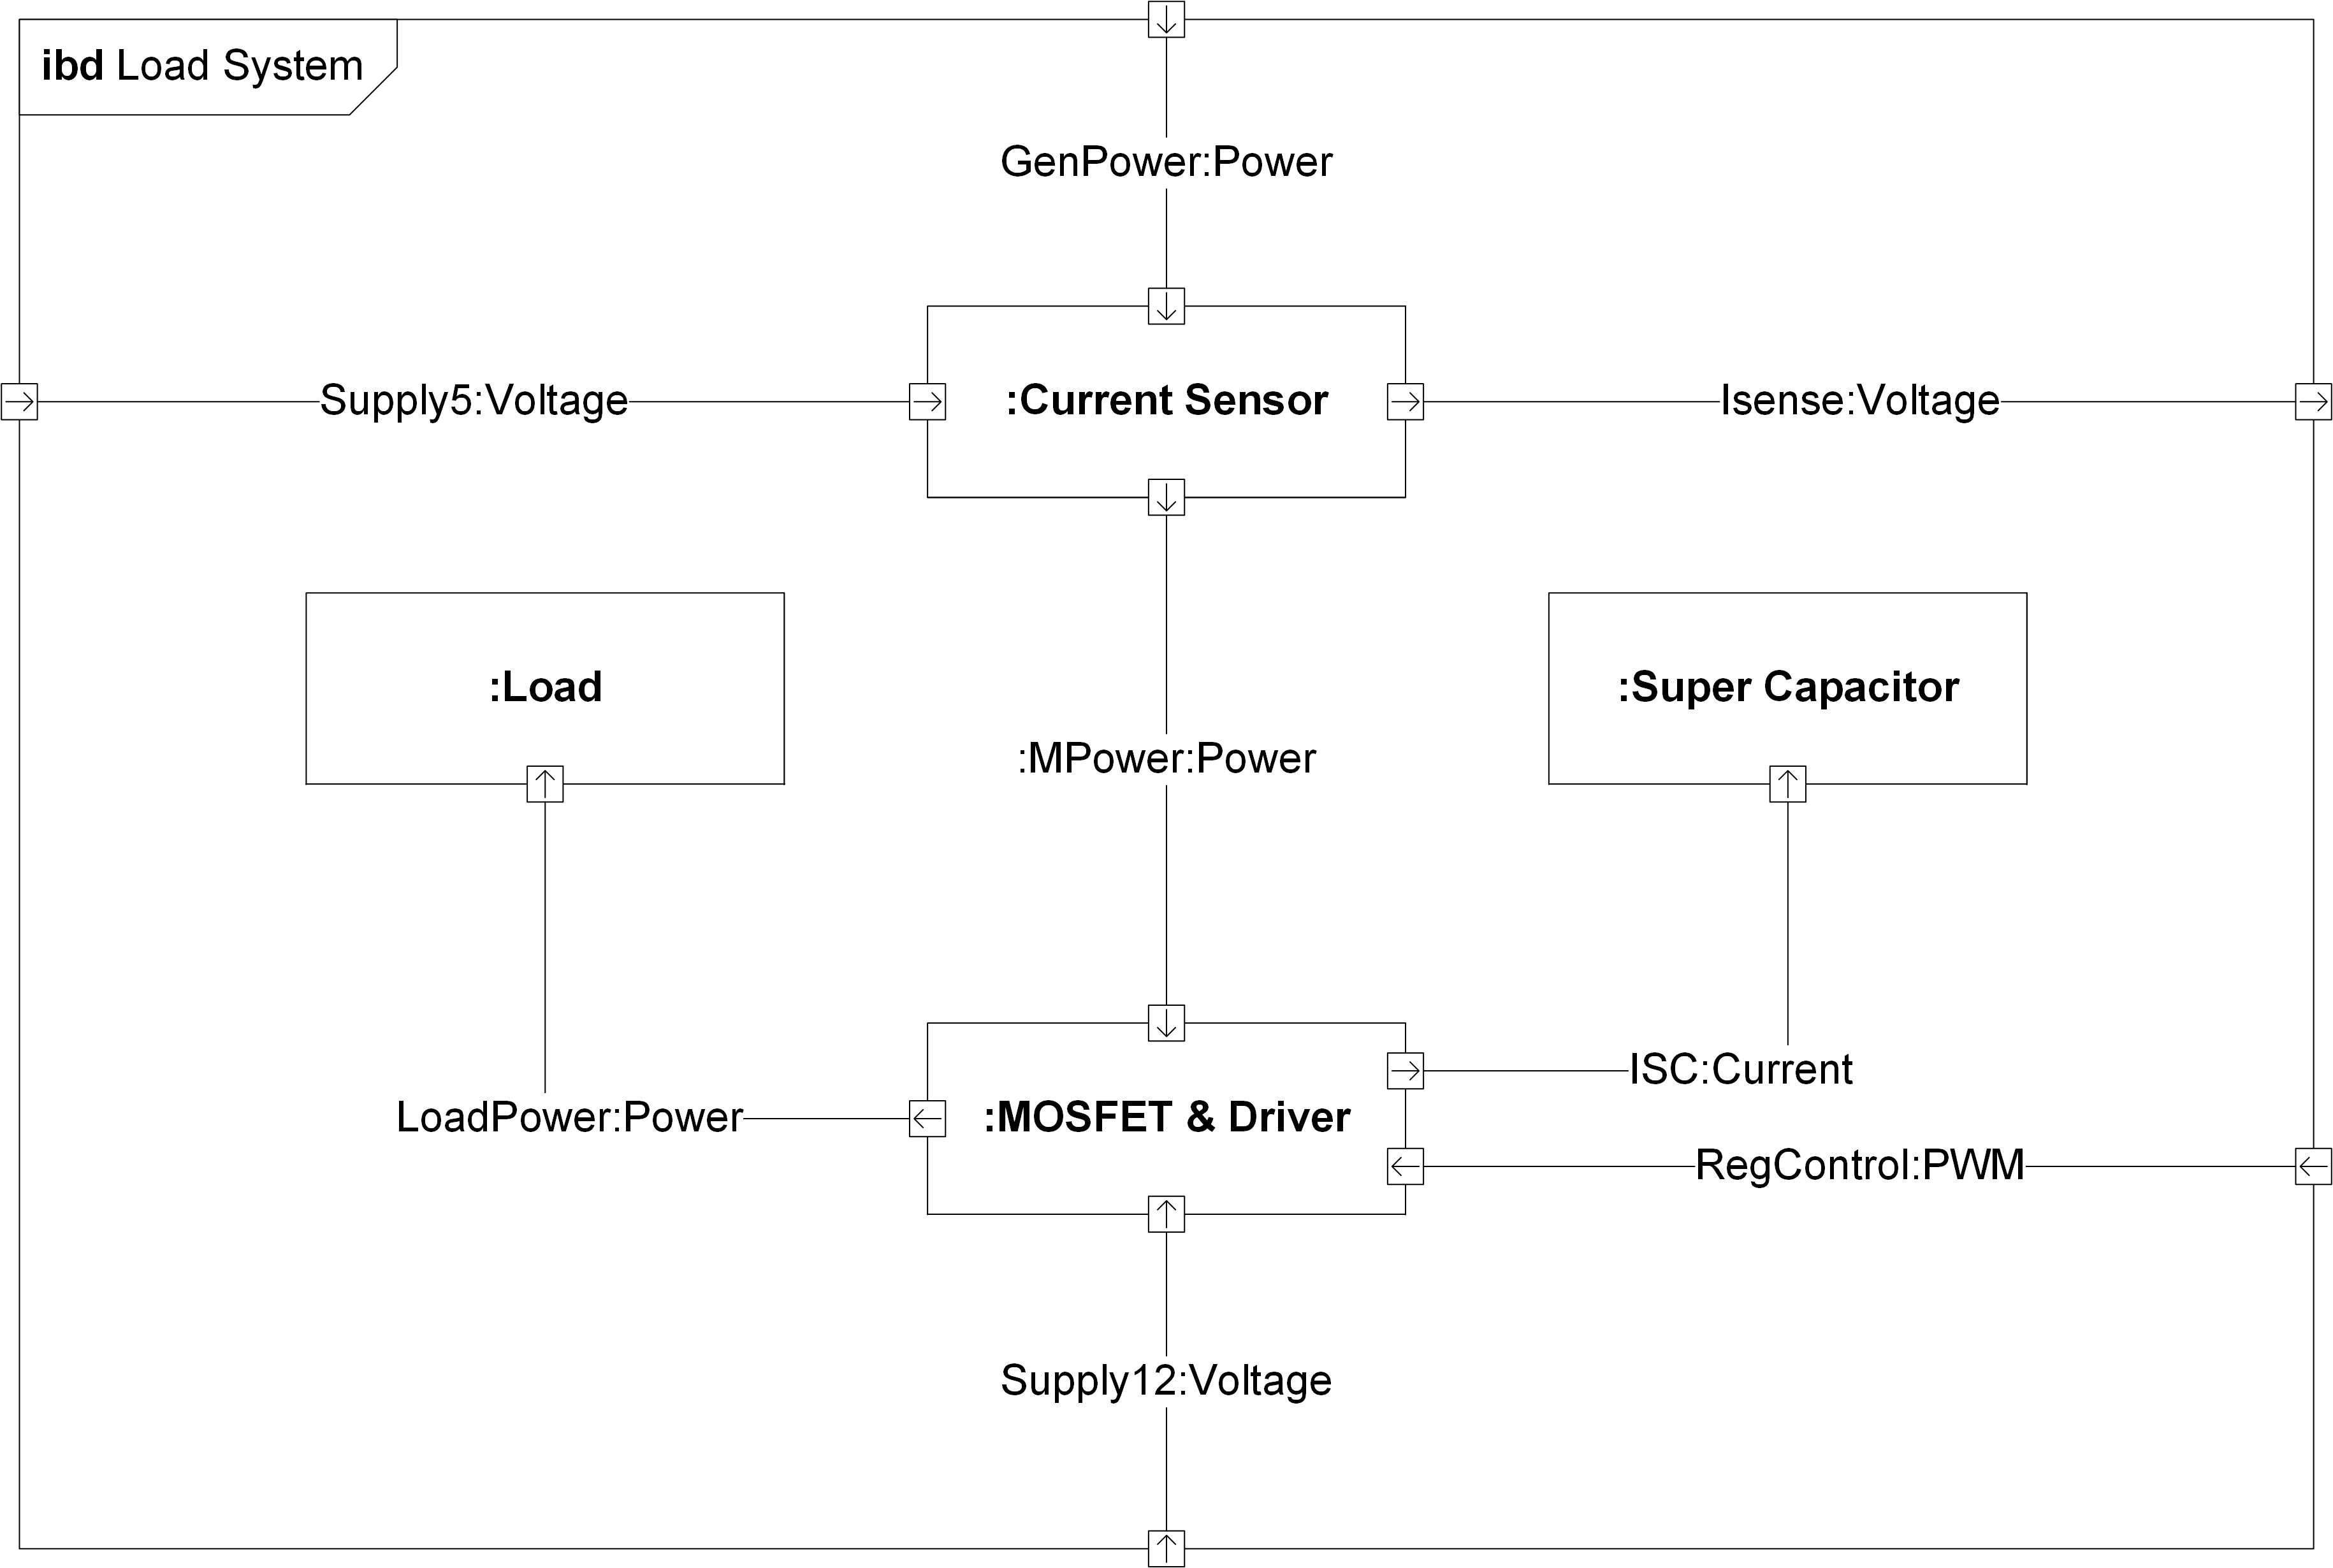 ibd Load System
GenPower:Power
Supply5:Voltage
:Current Sensor
Isense:Voltage
:Load
:Super Capacitor
:MPower:Power
ISC:Current
LoadPower:Power
:MOSFET & Driver
RegControl:PWM
Supply12:Voltage